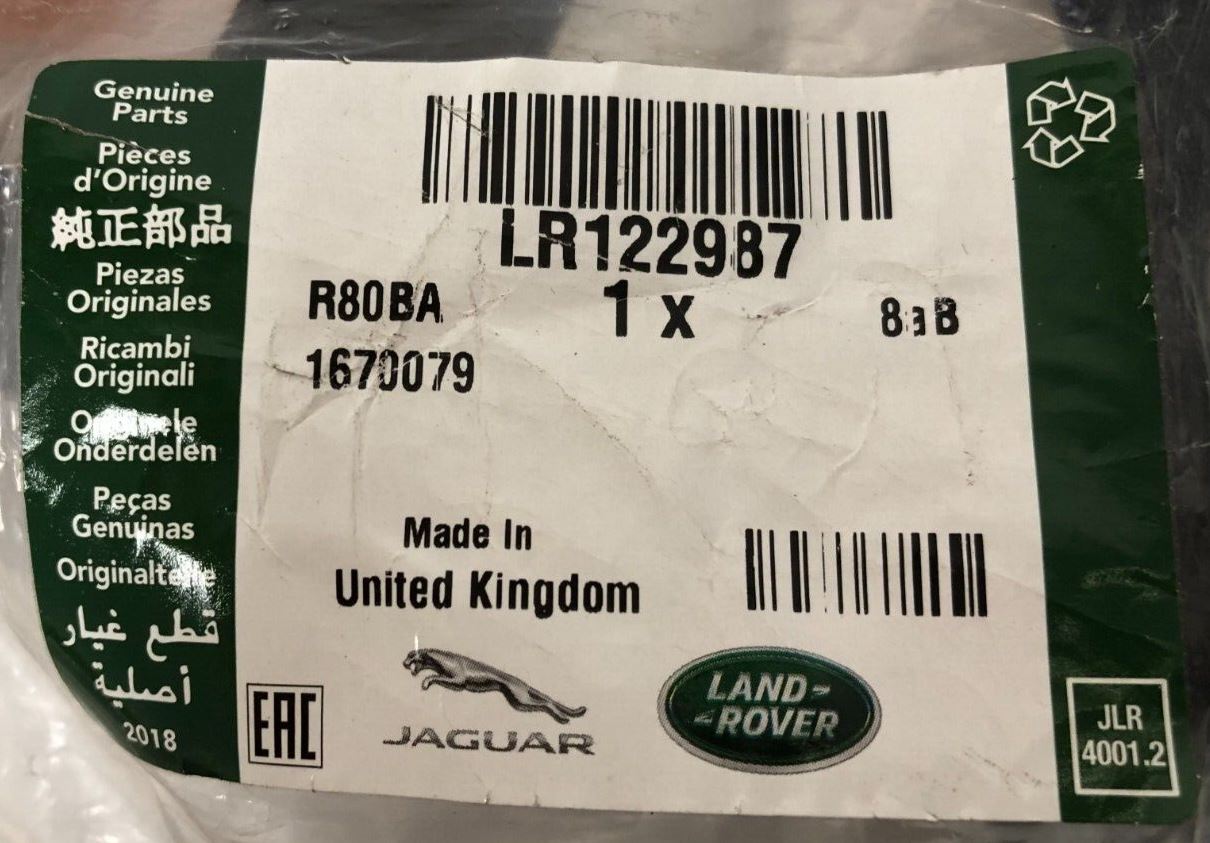 Genuine
Parts
Pieces
d'Origine
純正部品
Piezas
Originales
Ricambi
Originali
Onderdelen
Peças
Genuinas
قطع غيار
أصلية
2018
LR122987
R80BA
1 x
8aB
1670079
Made In
United Kingdom
EAC
JAGUAR
LAND-
-ROVER
JLR
4001.2